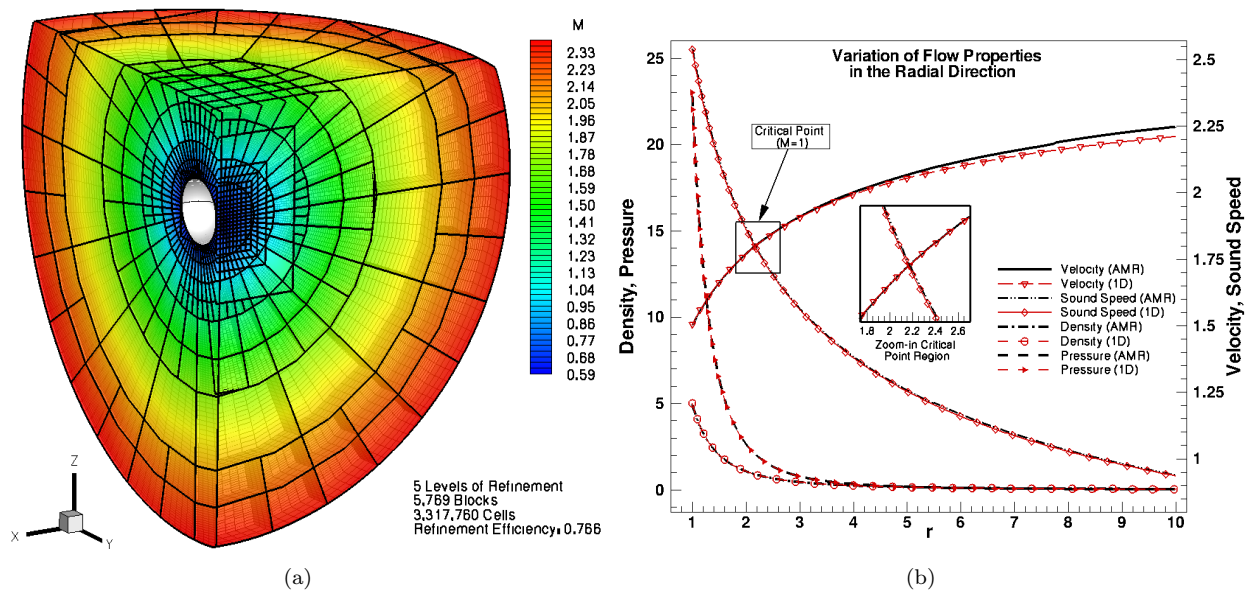 M
2.33
2.24
2.14
2.05
1.96
1.87
1.77
1.68
1.59
1.50
1.41
1.32
1.23
1.13
1.04
0.95
0.86
0.77
0.68
0.59
Z
X
Y
5 Levels of Refinement
5,769 Blocks
3,317,760 Cells
Refinement Efficiency: 0.766
(a)
Variation of Flow Properties
in the Radial Direction
Density, Pressure
25
20
15
10
5
0
Critical Point
(M=1)
1.8
2
2.2
2.4
2.6
Zoom-in Critical
Point Region
Velocity (AMR)
Velocity (1D)
Sound Speed (AMR)
Sound Speed (1D)
Density (AMR)
Density (1D)
Pressure (AMR)
Pressure (1D)
2.5
2.25
2
1.75
1.5
1.25
1
Velocity, Sound Speed
1 2 3 4 5 6 7 8 9 10
r
(b)